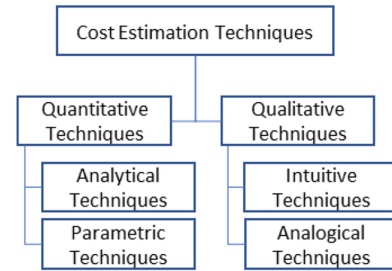 Cost Estimation Techniques
Quantitative
Techniques
Analytical
Techniques
Parametric
Techniques
Qualitative
Techniques
Intuitive
Techniques
Analogical
Techniques